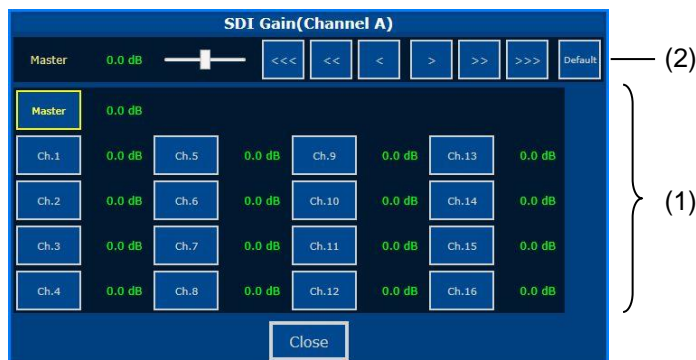 SDI Gain(Channel A)
Master 0.0 dB <<< << < > >> >>> Default (2)
Master 0.0 dB
Ch.1 0.0 dB Ch.5 0.0 dB Ch.9 0.0 dB Ch.13 0.0 dB
Ch.2 0.0 dB Ch.6 0.0 dB Ch.10 0.0 dB Ch.14 0.0 dB (1)
Ch.3 0.0 dB Ch.7 0.0 dB Ch.11 0.0 dB Ch.15 0.0 dB
Ch.4 0.0 dB Ch.8 0.0 dB Ch.12 0.0 dB Ch.16 0.0 dB
Close